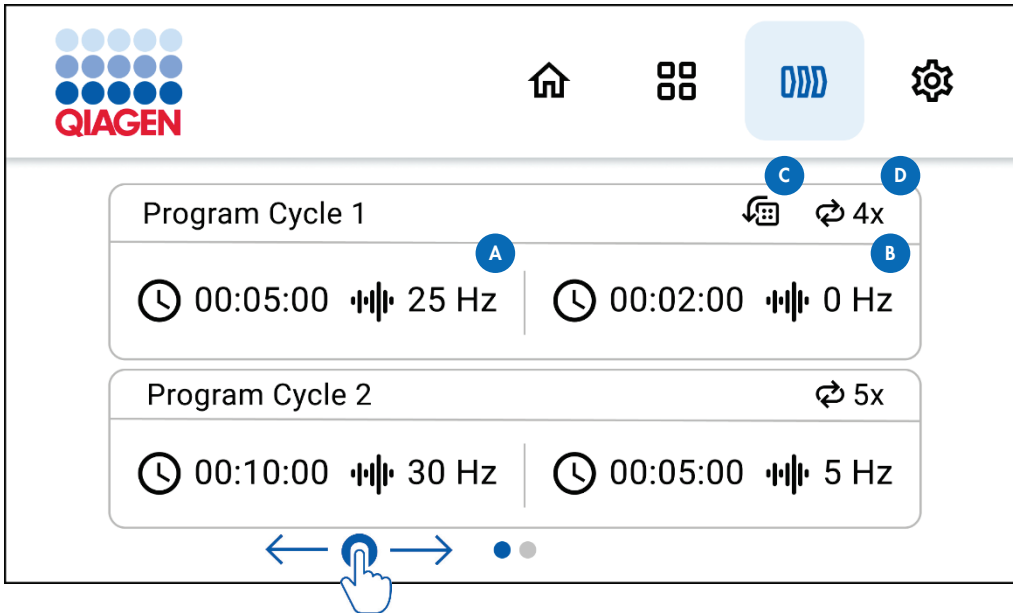 QIAGEN
C D
Program Cycle 1 4x
A B
00:05:00 25 Hz 00:02:00 0 Hz
Program Cycle 2 5x
00:10:00 30 Hz 00:05:00 5 Hz